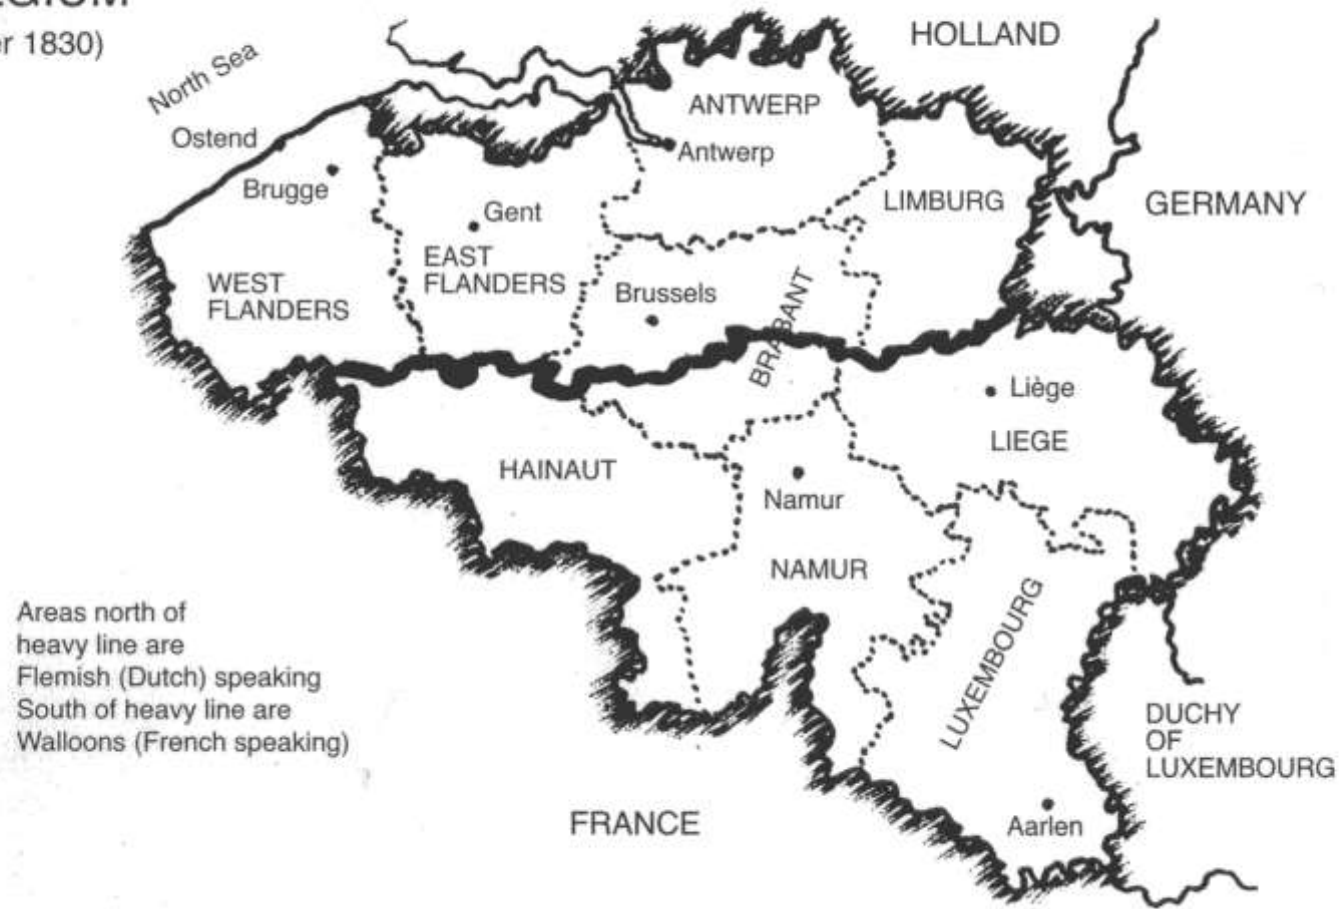 1830)
North Sea
HOLLAND
Ostend
ANTWERP
Antwerp
Brugge
Gent
LIMBURG
GERMANY
WEST
FLANDERS
EAST
FLANDERS
Brussels
BRABANT
Liège
LIEGE
HAINAUT
Namur
NAMUR
LUXEMBOURG
Areas north of
heavy line are
Flemish (Dutch) speaking
South of heavy line are
Walloons (French speaking)
DUCHY
OF
LUXEMBOURG
FRANCE
Aarlen